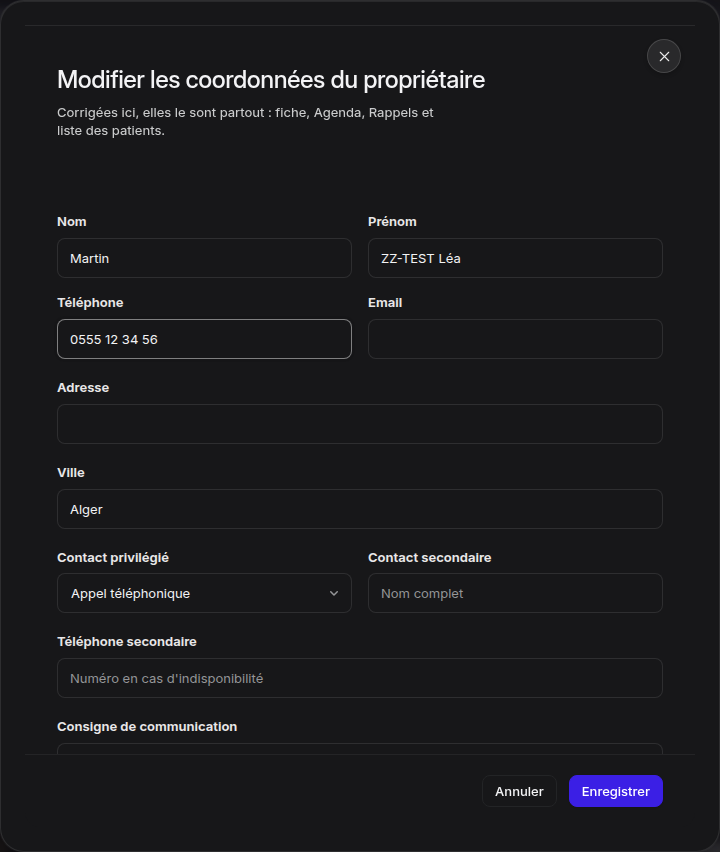 Modifier les coordonnées du propriétaire
Corrigées ici, elles le sont partout : fiche, Agenda, Rappels et
liste des patients.
Nom
Prénom
Martin
ZZ-TEST Léa
Téléphone
Email
0555 12 34 56
Adresse
Ville
Alger
Contact privilégié
Contact secondaire
Appel téléphonique
Nom complet
Téléphone secondaire
Numéro en cas d'indisponibilité
Consigne de communication
Annuler
Enregistrer